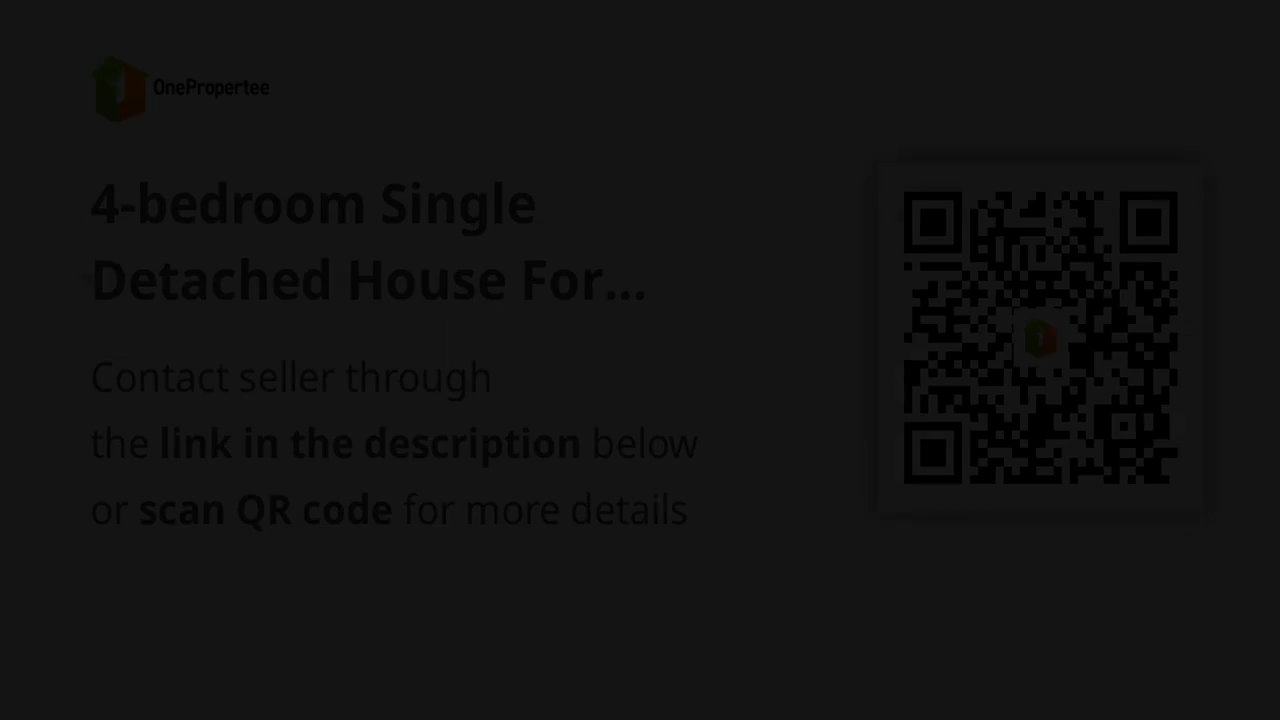 OnePropertee
4-bedroom Single
Detached House For...
Contact seller through
the link in the description below
or scan QR code for more details